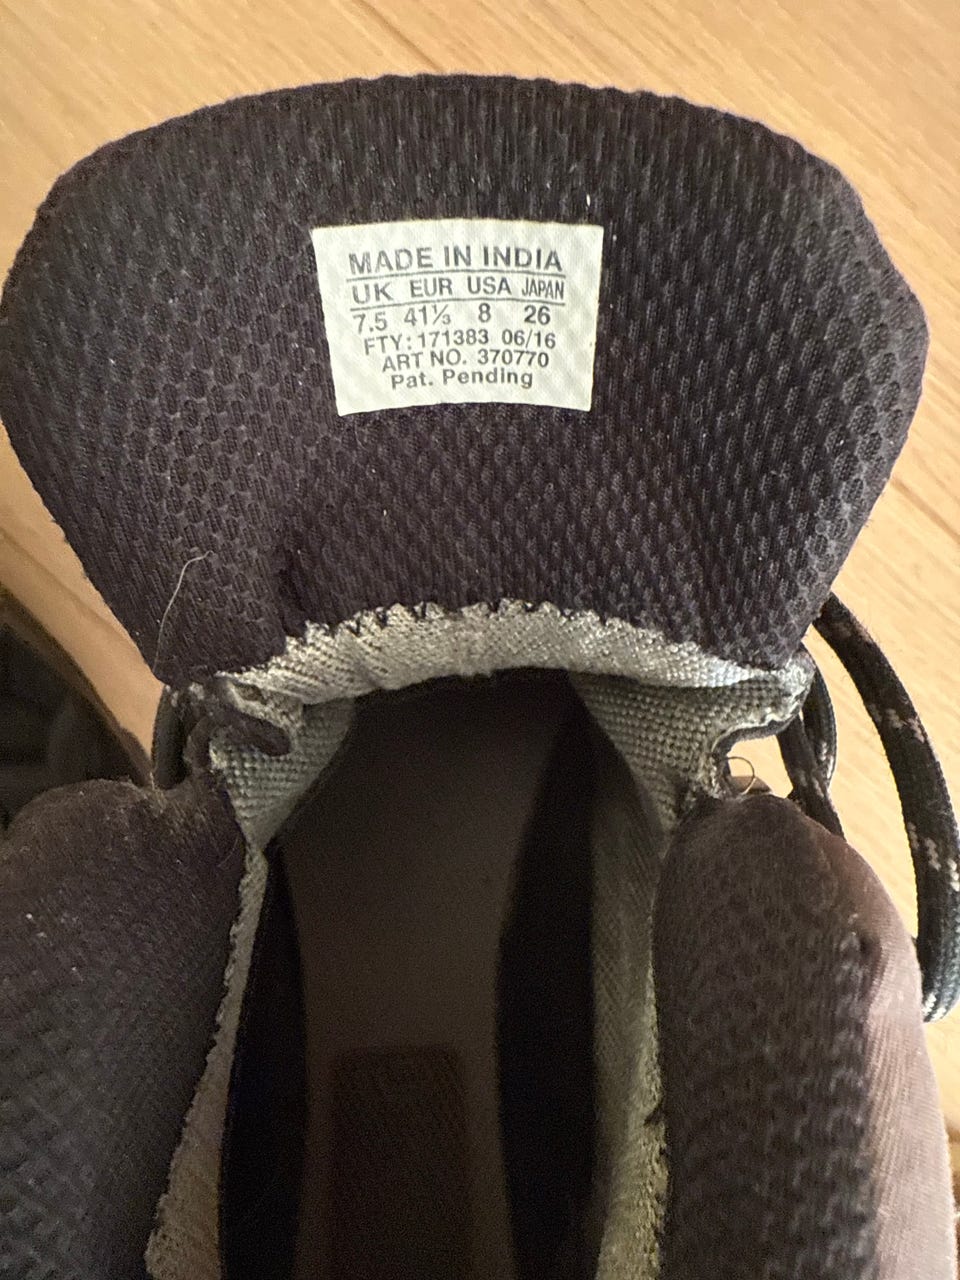 MADE IN INDIA
UK EUR USA JAPAN
7.5 41⅓ 8 26
FTY: 171383 06/16
ART NO. 370770
Pat. Pending